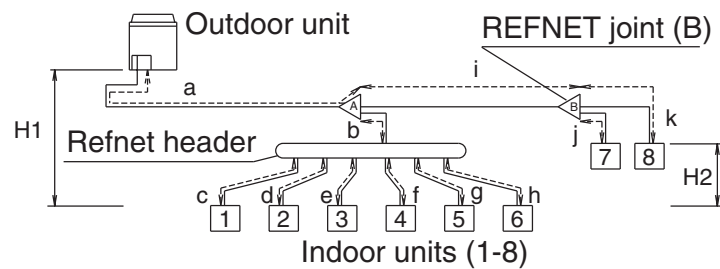 Outdoor unit
REFNET joint (B)
i
a
A
B
H1
b
j
k
Refnet header
7
8
c
d
e
f
g
h
H2
1
2
3
4
5
6
Indoor units (1-8)